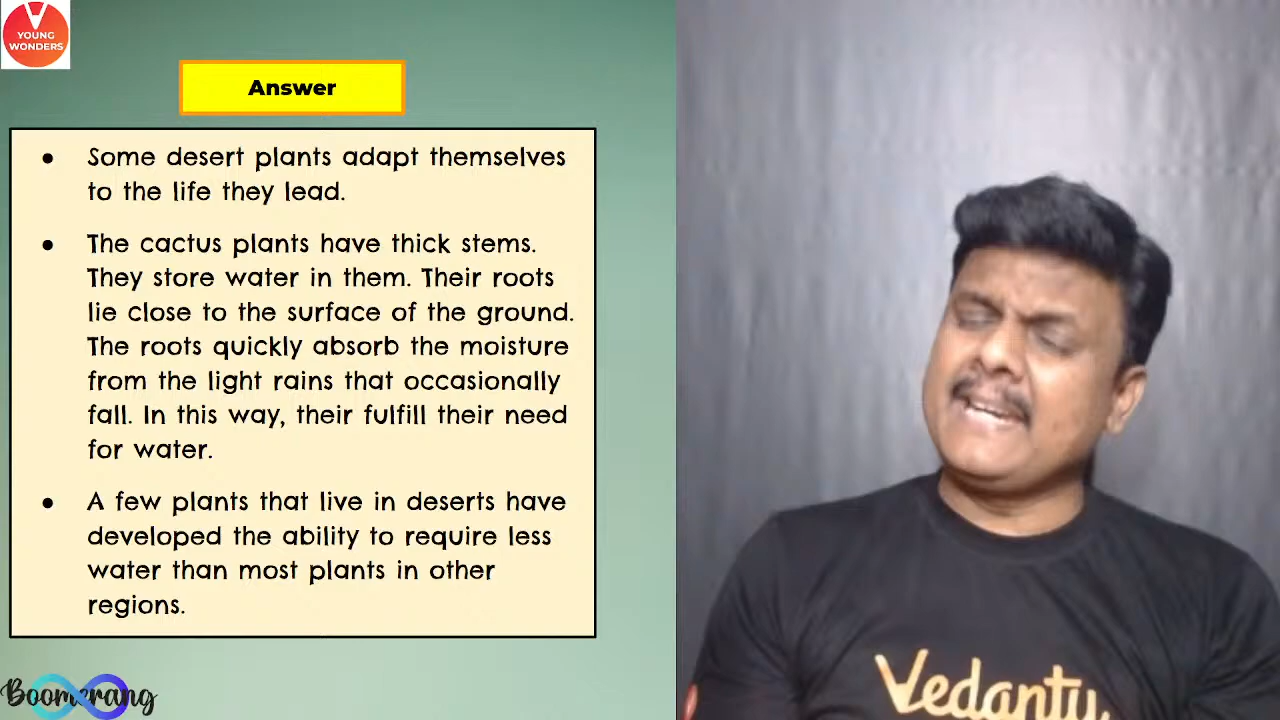 YOUNG
WONDERS
Answer
● Some desert plants adapt themselves
to the life they lead.
● The cactus plants have thick stems.
They store water in them. Their roots
lie close to the surface of the ground.
The roots quickly absorb the moisture
from the light rains that occasionally
fall. In this way, their fulfill their need
for water.
● A few plants that live in deserts have
developed the ability to require less
water than most plants in other
regions.
Boomerang
Vedantu